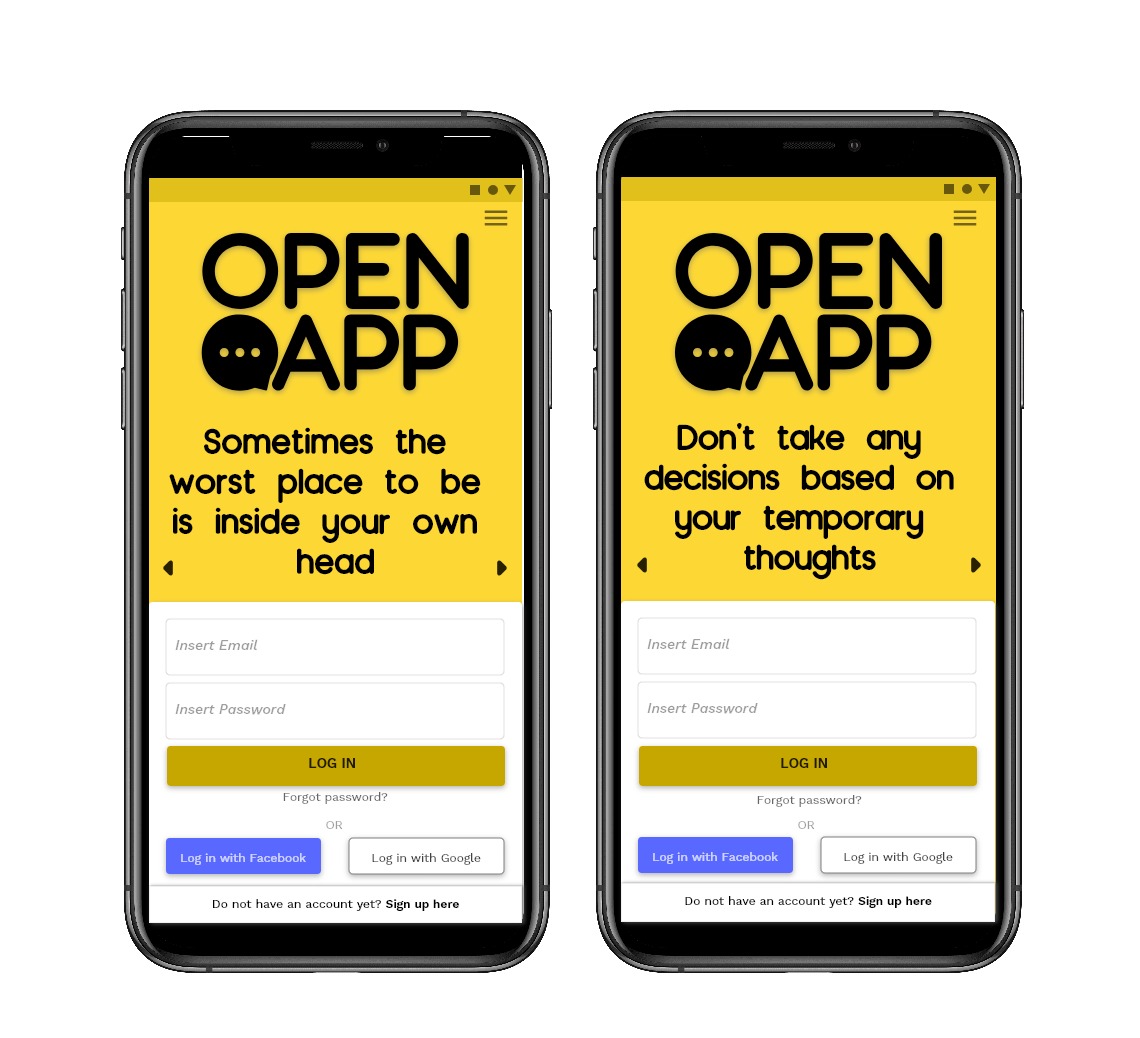 OPEN
APP
Sometimes the
worst place to be
is inside your own
head
Insert Email
Insert Password
LOG IN
Forgot password?
OR
Log in with Facebook
Log in with Google
Do not have an account yet? Sign up here
OPEN
APP
Don't take any
decisions based on
your temporary
thoughts
Insert Email
Insert Password
LOG IN
Forgot password?
OR
Log in with Facebook
Log in with Google
Do not have an account yet? Sign up here